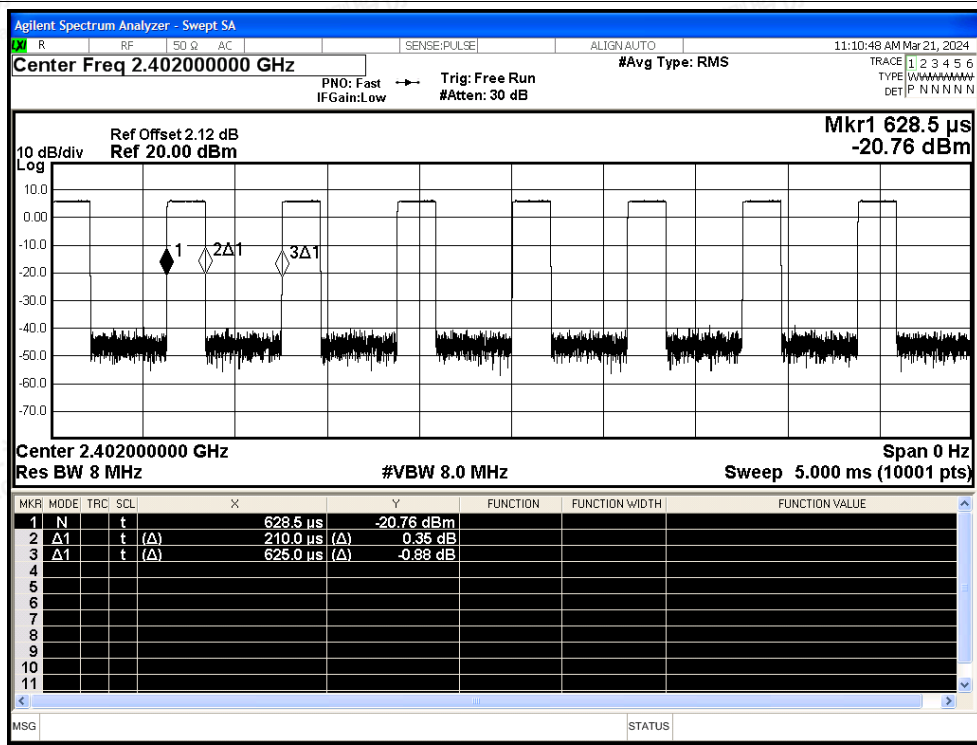 Agilent Spectrum Analyzer - Swept SA
LXI R RF 50 Ω AC SENSE:PULSE ALIGN AUTO 11:10:48 AM Mar 21, 2024
Center Freq 2.402000000 GHz
#Avg Type: RMS
TRACE 1 2 3 4 5 6
PNO: Fast Trig: Free Run
TYPE W
IFGain:Low #Atten: 30 dB
DET P N N N N N
Mkr1 628.5 µs
-20.76 dBm
Ref Offset 2.12 dB
10 dB/div Ref 20.00 dBm
Log
10.0
0.00
-10.0
1 2Δ1 3Δ1
-20.0
-30.0
-40.0
-50.0
-60.0
-70.0
Center 2.402000000 GHz Span 0 Hz
Res BW 8 MHz #VBW 8.0 MHz Sweep 5.000 ms (10001 pts)
MKR MODE TRC SCL X Y FUNCTION FUNCTION WIDTH FUNCTION VALUE
1 N t 628.5 µs -20.76 dBm
2 Δ1 t (Δ) 210.0 µs (Δ) 0.35 dB
3 Δ1 t (Δ) 625.0 µs (Δ) -0.88 dB
4
5
6
7
8
9
10
11
MSG STATUS